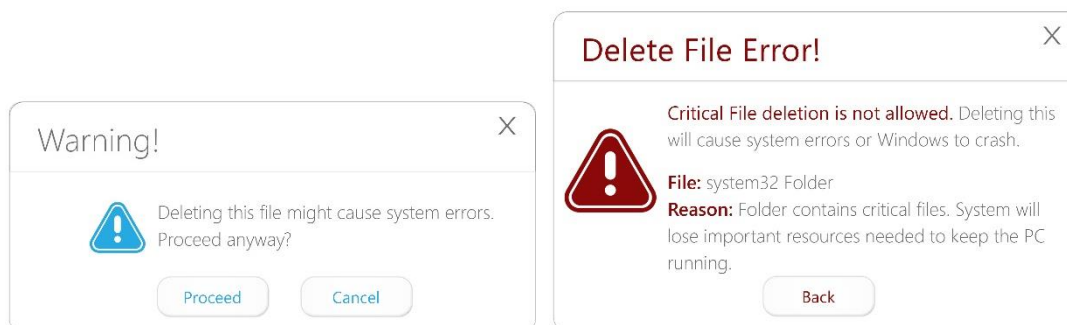 Warning!
X
Deleting this file might cause system errors.
Proceed anyway?
Proceed
Cancel
Delete File Error!
X
Critical File deletion is not allowed. Deleting this
will cause system errors or Windows to crash.
File: system32 Folder
Reason: Folder contains critical files. System will
lose important resources needed to keep the PC
running.
Back